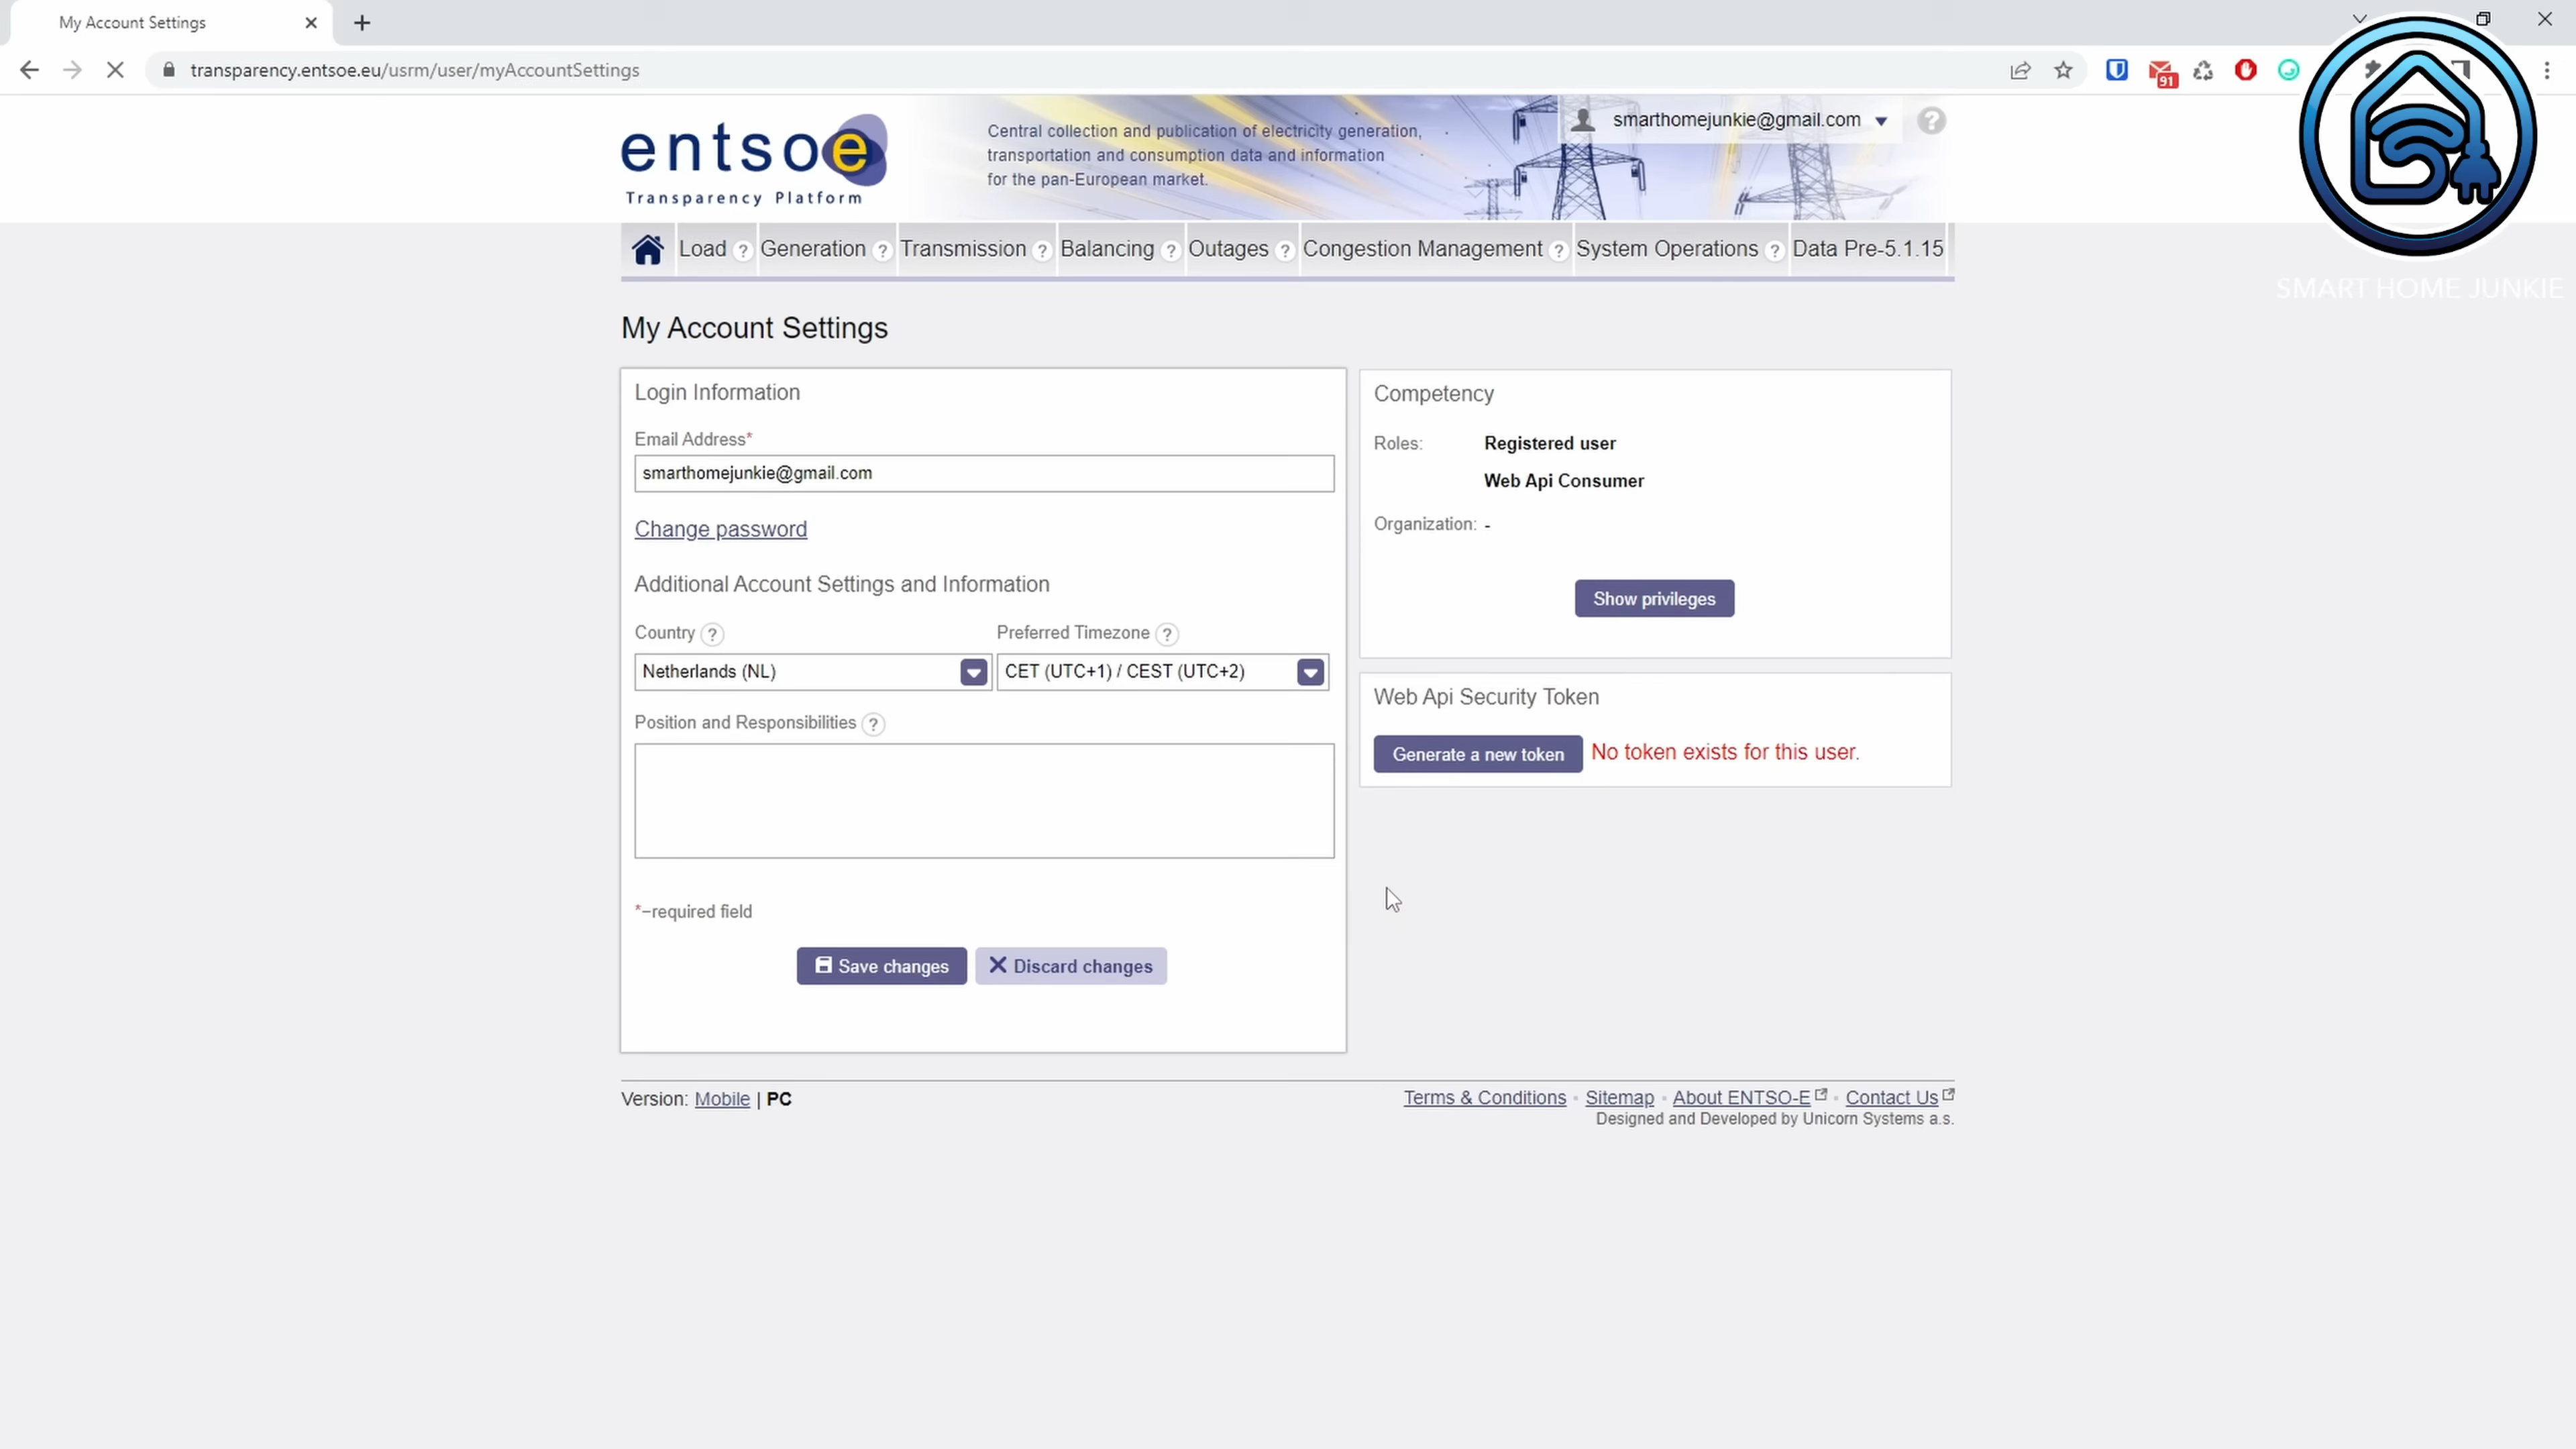 My Account Settings
transparency.entsoe.eu/usrm/user/myAccountSettings
91
entsoe
Transparency Platform
Central collection and publication of electricity generation,
transportation and consumption data and information
for the pan-European market.
smarthomejunkie@gmail.com
?
Load ? Generation ? Transmission ? Balancing ? Outages ? Congestion Management ? System Operations ? Data Pre-5.1.15
SMART HOME JUNKIE
My Account Settings
Login Information
Email Address*
smarthomejunkie@gmail.com
Change password
Additional Account Settings and Information
Country ? Preferred Timezone ?
Netherlands (NL) CET (UTC+1) / CEST (UTC+2)
Position and Responsibilities ?
*–required field
Save changes Discard changes
Competency
Roles: Registered user
Web Api Consumer
Organization: -
Show privileges
Web Api Security Token
Generate a new token No token exists for this user.
Version: Mobile | PC
Terms & Conditions • Sitemap • About ENTSO-E • Contact Us
Designed and Developed by Unicorn Systems a.s.